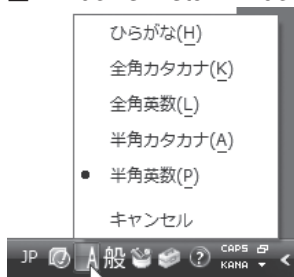 ひらがな(H)
全角カタカナ(K)
全角英数(L)
半角カタカナ(A)
● 半角英数(P)
キャンセル
JP A 般 ? CAPS KANA